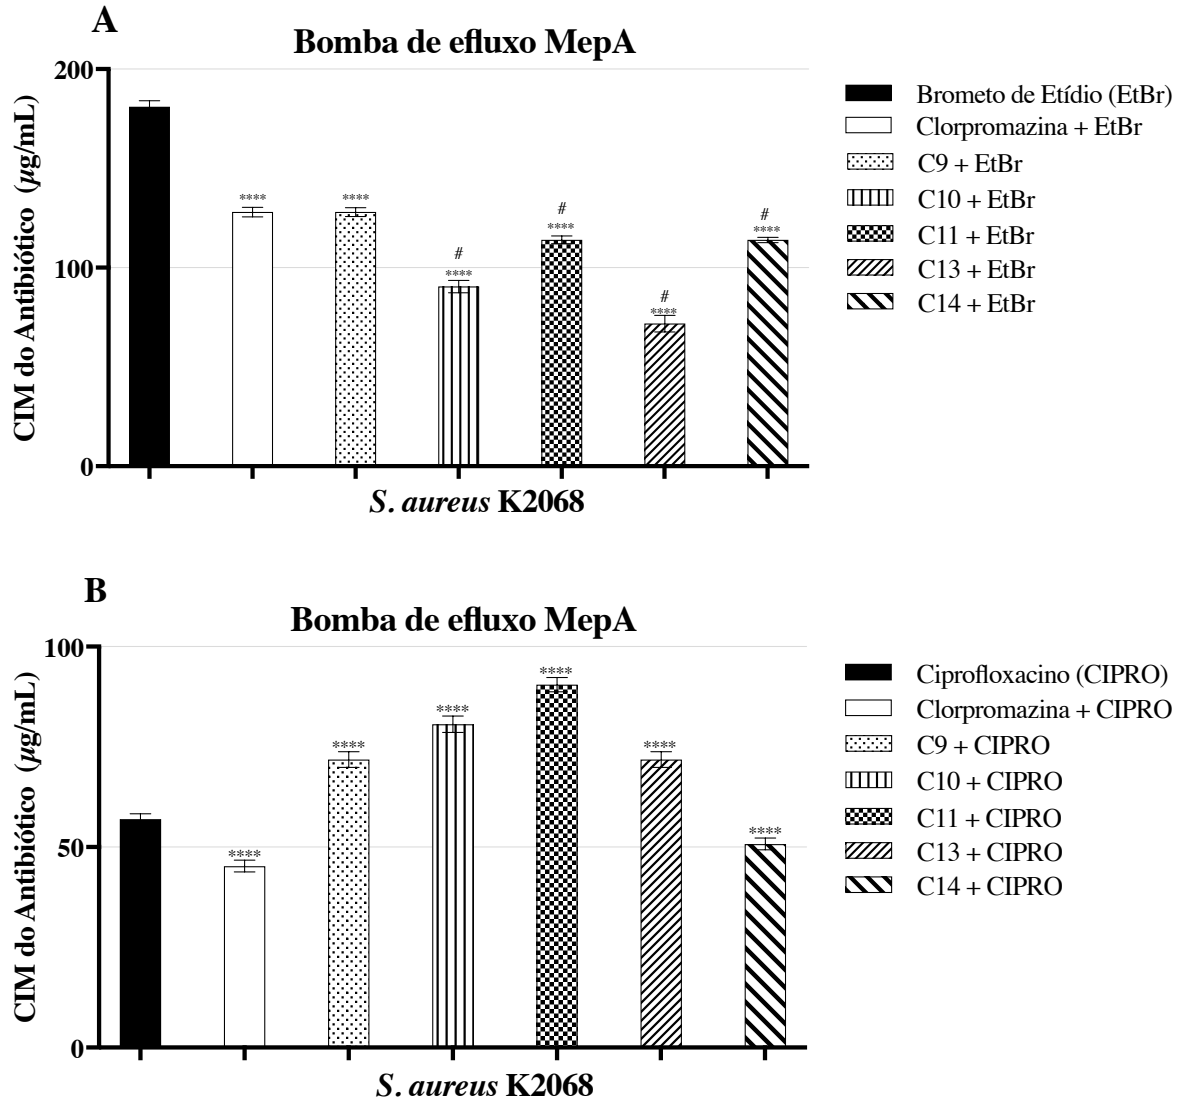 A
Bomba de efluxo MepA
CIM do Antibiótico (µg/mL)
200
100
0
****
****
#
****
#
****
#
****
#
****
S. aureus K2068
Brometo de Etídio (EtBr)
Clorpromazina + EtBr
C9 + EtBr
C10 + EtBr
C11 + EtBr
C13 + EtBr
C14 + EtBr
B
Bomba de efluxo MepA
CIM do Antibiótico (µg/mL)
100
50
0
****
****
****
****
****
****
S. aureus K2068
Ciprofloxacino (CIPRO)
Clorpromazina + CIPRO
C9 + CIPRO
C10 + CIPRO
C11 + CIPRO
C13 + CIPRO
C14 + CIPRO